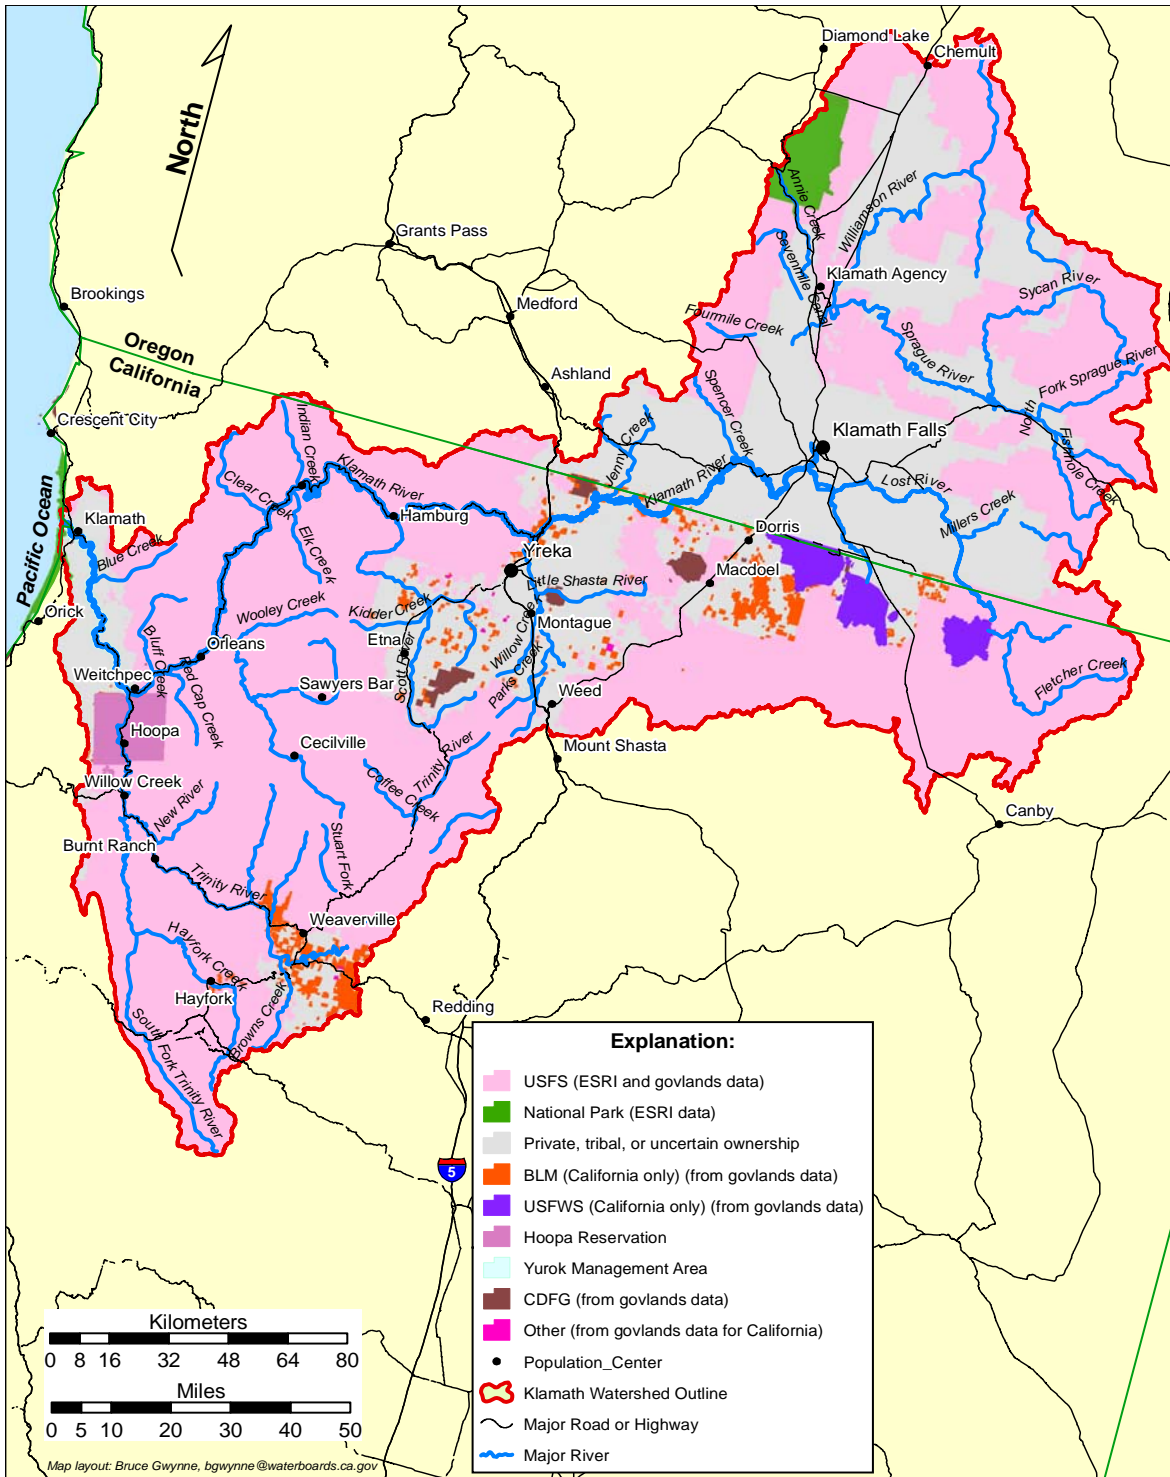 Diamond Lake
Chemult
North
Annie Creek
Williamson River
Grants Pass
Sevenmile Canal
Klamath Agency
Sycan River
Brookings
Medford
Fourmile Creek
Sprague River
Oregon
California
North Fork Sprague River
Ashland
Spencer Creek
Crescent City
Indian Creek
Jenny Creek
Klamath Falls
Fishhole Creek
Klamath River
Clear Creek
Klamath River
Lost River
Pacific Ocean
Klamath
Hamburg
Millers Creek
Dorris
Elk Creek
Yreka
Blue Creek
Little Shasta River
Macdoel
Orick
Wooley Creek
Kidder Creek
Willow Creek
Montague
Bluff Creek
Orleans
Etna
Scott River
Parks Creek
Red Cap Creek
Weitchpec
Sawyers Bar
Weed
Fletcher Creek
Hoopa
Cecilville
Trinity River
Mount Shasta
Coffee Creek
Willow Creek
New River
Canby
Burnt Ranch
Stuart Fork
Trinity River
Weaverville
Hayfork Creek
Hayfork
Browns Creek
Redding
South Fork Trinity River
5
Explanation:
USFS (ESRI and govlands data)
National Park (ESRI data)
Private, tribal, or uncertain ownership
BLM (California only) (from govlands data)
USFWS (California only) (from govlands data)
Hoopa Reservation
Yurok Management Area
CDFG (from govlands data)
Other (from govlands data for California)
Population_Center
Klamath Watershed Outline
Major Road or Highway
Major River
Kilometers
0 8 16 32 48 64 80
Miles
0 5 10 20 30 40 50
Map layout: Bruce Gwynne, bgwynne@waterboards.ca.gov